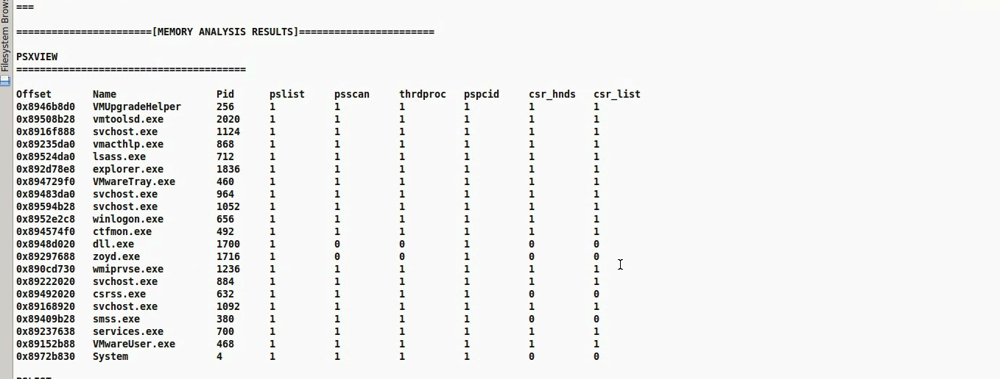 Filesystem Brows
===
=======================[MEMORY ANALYSIS RESULTS]=======================
PSXVIEW
=======================================
Offset Name Pid pslist psscan thrdproc pspcid csr_hnds csr_list
0x8946b8d0 VMUpgradeHelper 256 1 1 1 1 1 1
0x89508b28 vmtoolsd.exe 2020 1 1 1 1 1 1
0x8916f888 svchost.exe 1124 1 1 1 1 1 1
0x89235da0 vmacthlp.exe 868 1 1 1 1 1 1
0x89524da0 lsass.exe 712 1 1 1 1 1 1
0x892d78e8 explorer.exe 1836 1 1 1 1 1 1
0x894729f0 VMwareTray.exe 460 1 1 1 1 1 1
0x89483da0 svchost.exe 964 1 1 1 1 1 1
0x89594b28 svchost.exe 1052 1 1 1 1 1 1
0x8952e2c8 winlogon.exe 656 1 1 1 1 1 1
0x894574f0 ctfmon.exe 492 1 1 1 1 1 1
0x8948d020 dll.exe 1700 1 0 0 1 0 0
0x89297688 zoyd.exe 1716 1 0 0 1 0 0
0x890cd730 wmiprvse.exe 1236 1 1 1 1 1 1
0x89222020 svchost.exe 884 1 1 1 1 1 1
0x89492020 csrss.exe 632 1 1 1 1 0 0
0x89168920 svchost.exe 1092 1 1 1 1 1 1
0x89409b28 smss.exe 380 1 1 1 1 0 0
0x89237638 services.exe 700 1 1 1 1 1 1
0x89152b88 VMwareUser.exe 468 1 1 1 1 1 1
0x8972b830 System 4 1 1 1 1 0 0